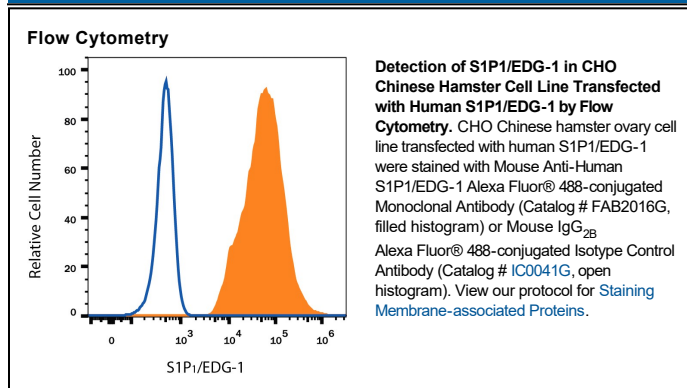 Flow Cytometry
100
80
60
40
20
0
Relative Cell Number
0 10³ 10⁴ 10⁵ 10⁶
S1P₁/EDG-1
Detection of S1P1/EDG-1 in CHO
Chinese Hamster Cell Line Transfected
with Human S1P1/EDG-1 by Flow
Cytometry. CHO Chinese hamster ovary cell
line transfected with human S1P1/EDG-1
were stained with Mouse Anti-Human
S1P1/EDG-1 Alexa Fluor® 488-conjugated
Monoclonal Antibody (Catalog # FAB2016G,
filled histogram) or Mouse IgG₂B
Alexa Fluor® 488-conjugated Isotype Control
Antibody (Catalog # IC0041G, open
histogram). View our protocol for Staining
Membrane-associated Proteins.